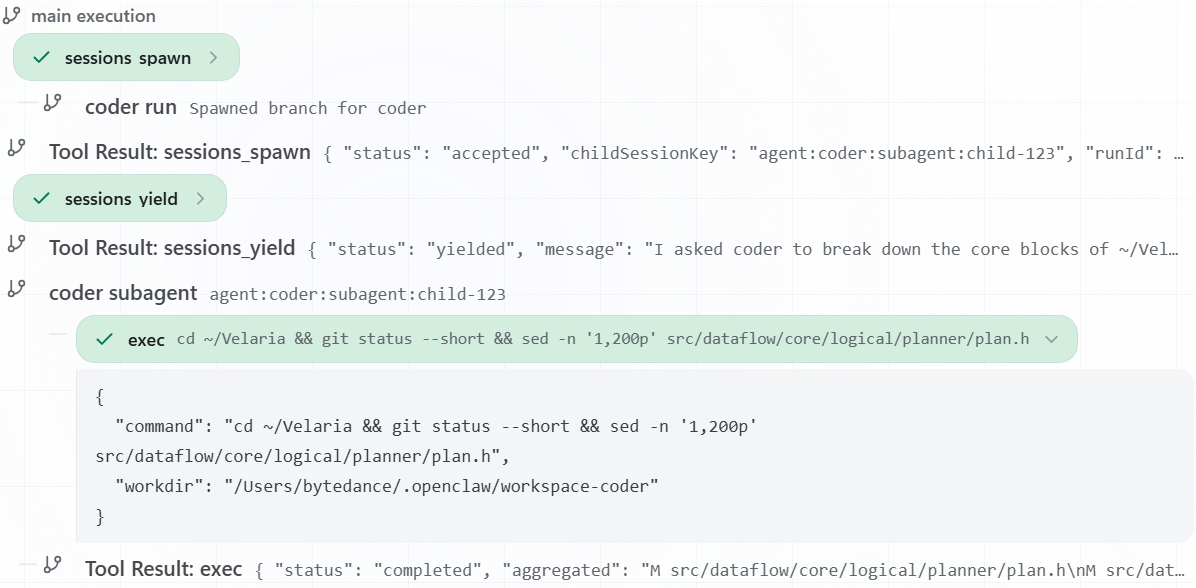 main execution
sessions spawn
coder run Spawned branch for coder
Tool Result: sessions_spawn { "status": "accepted", "childSessionKey": "agent:coder:subagent:child-123", "runId": …
sessions yield
Tool Result: sessions_yield { "status": "yielded", "message": "I asked coder to break down the core blocks of ~/Vel…
coder subagent agent:coder:subagent:child-123
exec cd ~/Velaria && git status --short && sed -n '1,200p' src/dataflow/core/logical/planner/plan.h
{
"command": "cd ~/Velaria && git status --short && sed -n '1,200p'
src/dataflow/core/logical/planner/plan.h",
"workdir": "/Users/bytedance/.openclaw/workspace-coder"
}
Tool Result: exec { "status": "completed", "aggregated": "M src/dataflow/core/logical/planner/plan.h\nM src/dat…